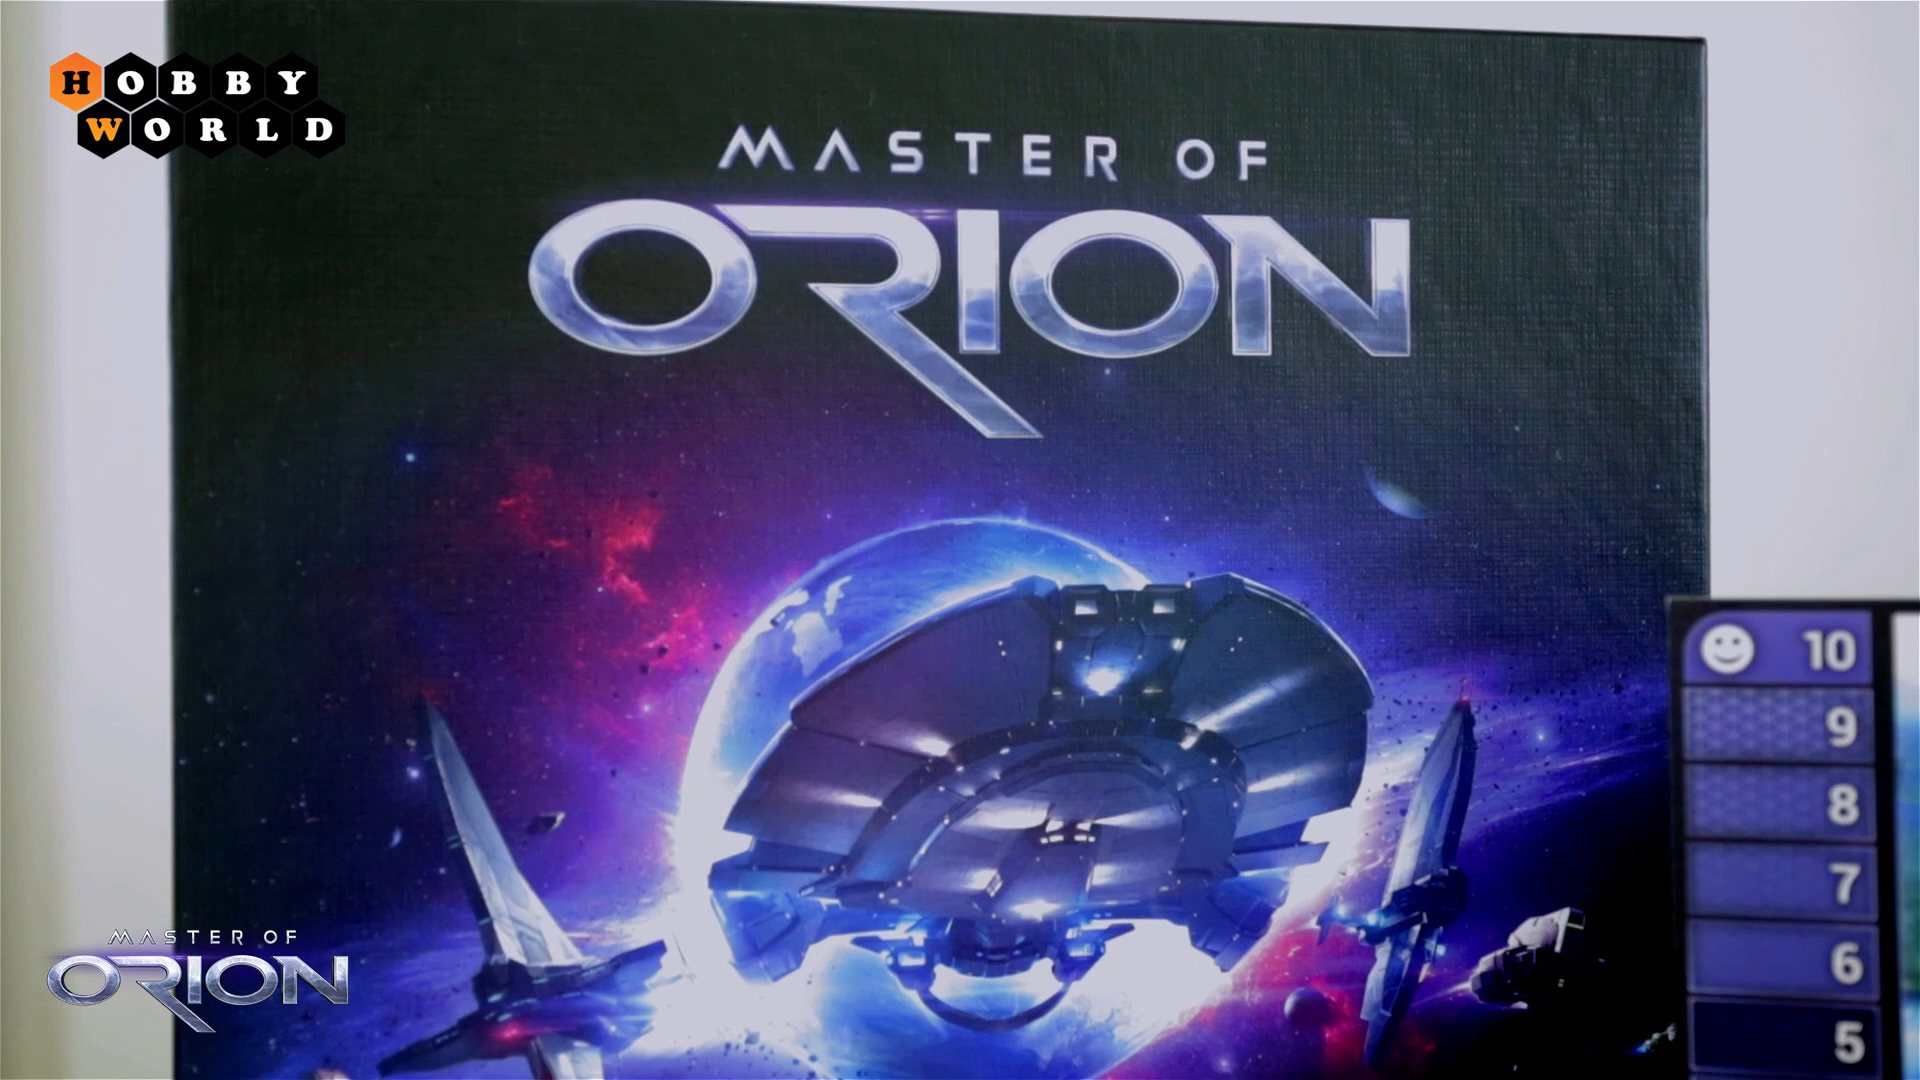 HOBBY
WORLD
MASTER OF
ORION
10
9
8
7
6
5
MASTER OF
ORION